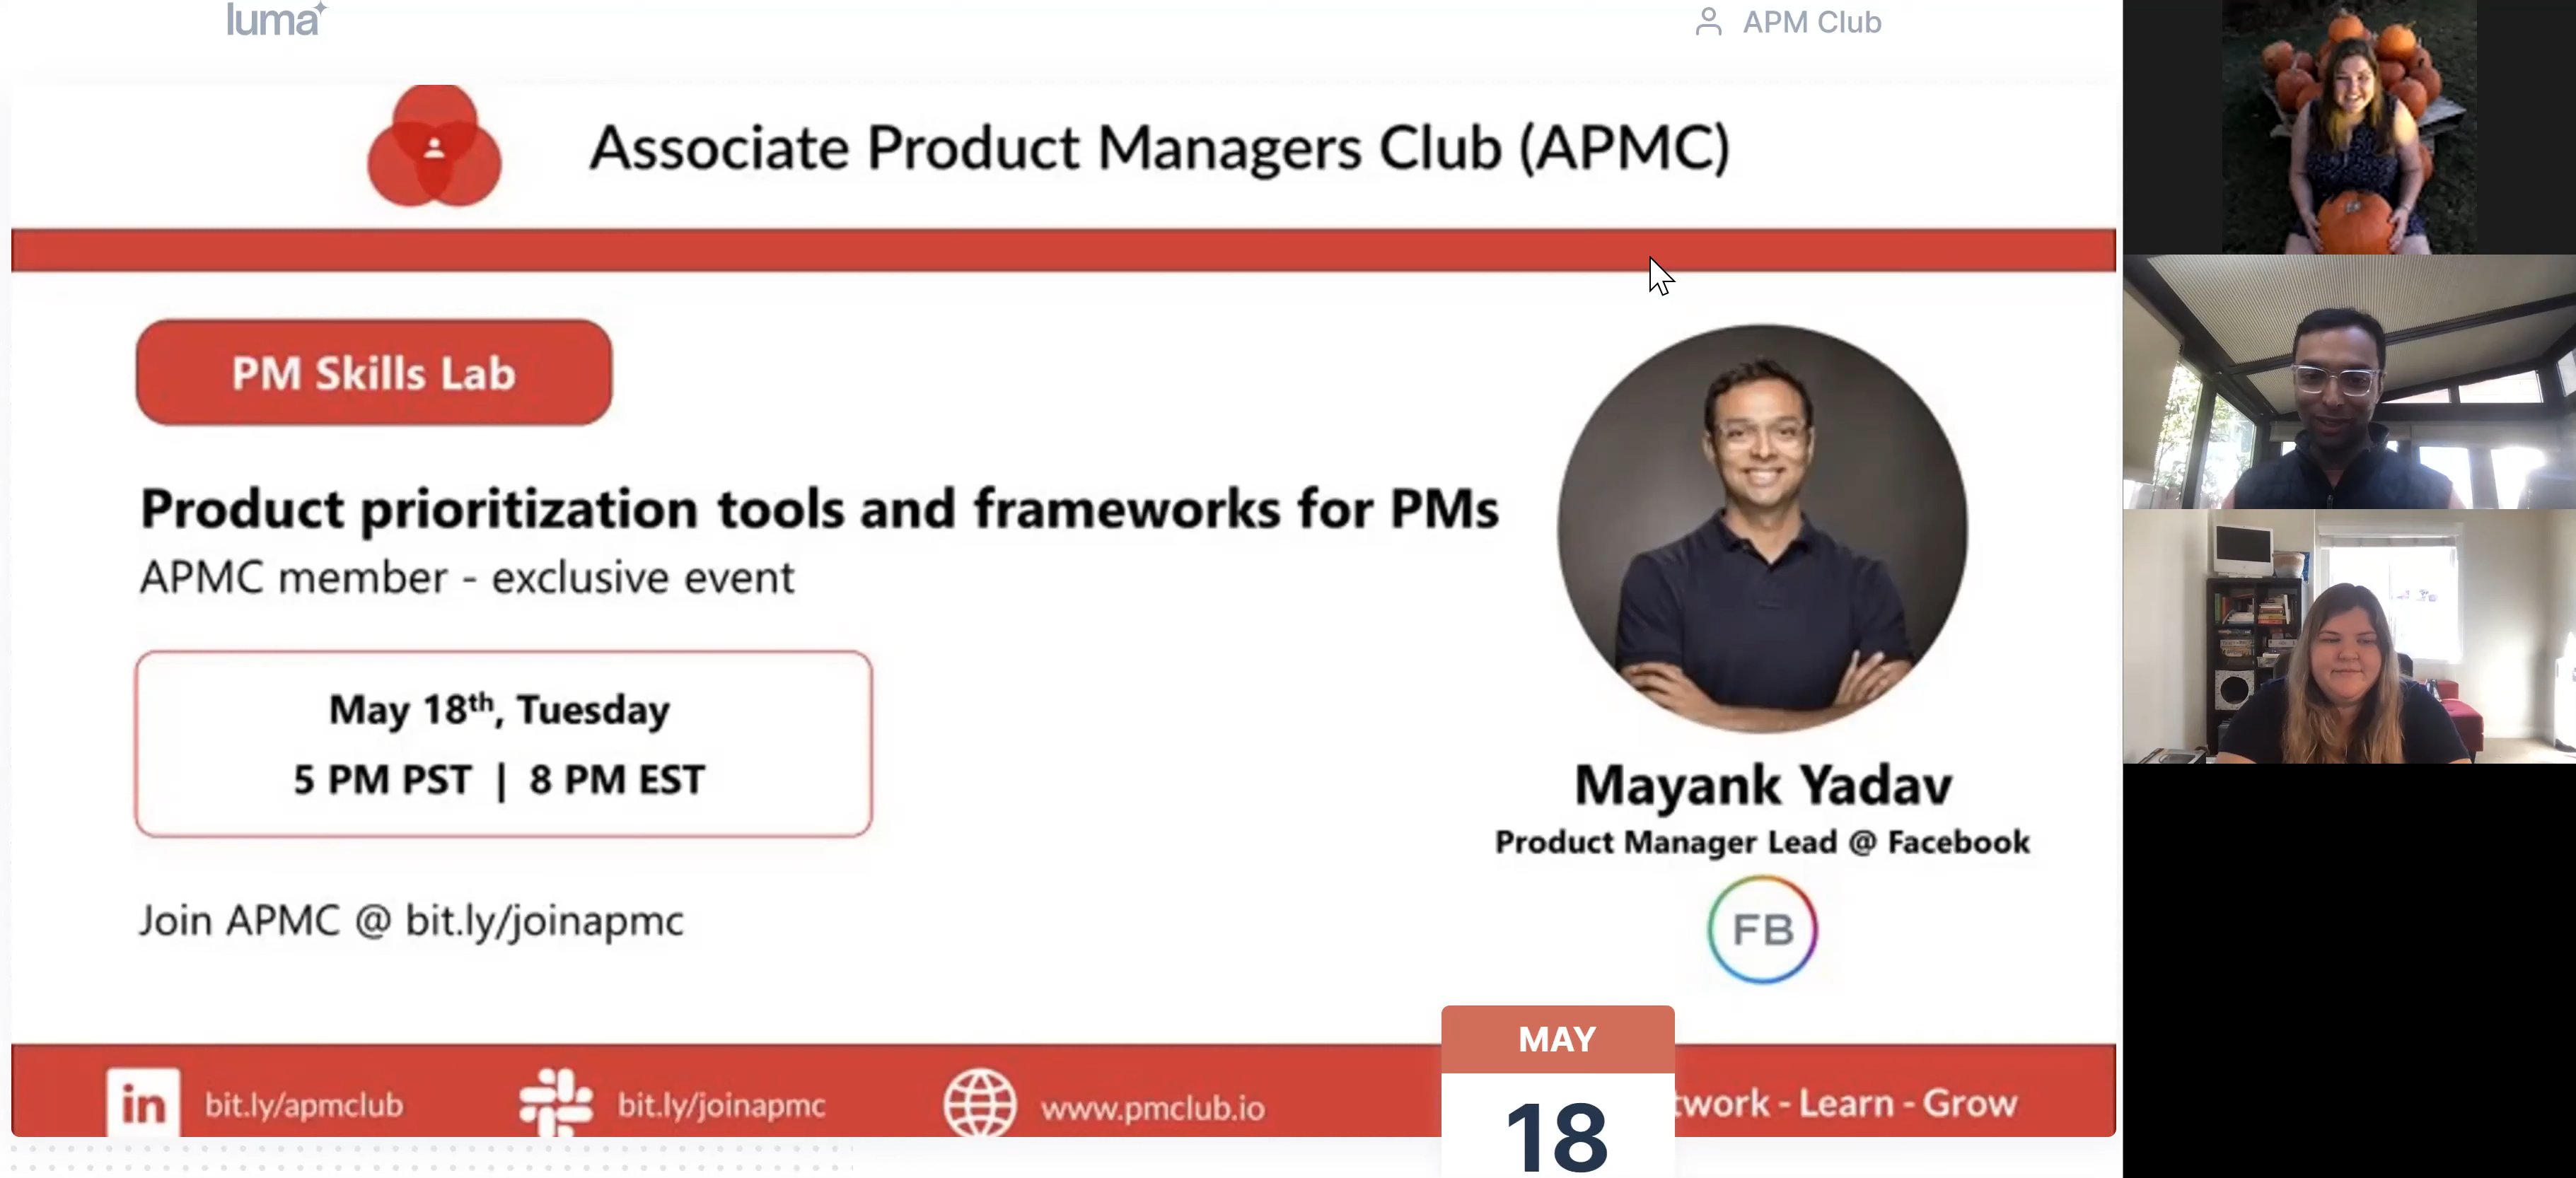 luma
APM Club
Associate Product Managers Club (APMC)
PM Skills Lab
Product prioritization tools and frameworks for PMs
APMC member - exclusive event
May 18th, Tuesday
5 PM PST | 8 PM EST
Join APMC @ bit.ly/joinapmc
Mayank Yadav
Product Manager Lead @ Facebook
FB
in
bit.ly/apmclub
bit.ly/joinapmc
www.pmclub.io
twork - Learn - Grow
MAY
18